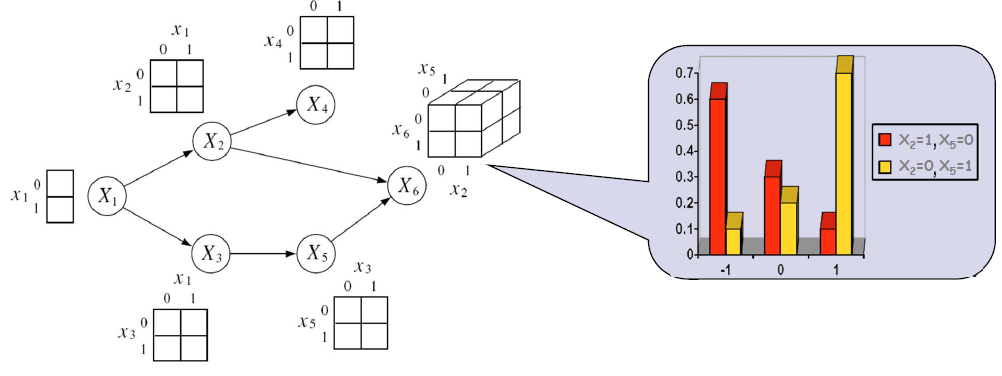 0 1
x4 0
1
x1
0 1
x2 0
1
X4
X2
x5 1
0
x6 0
1
0 1
x2
x1 0
1
X1
X6
X3
X5
x1
0 1
x3 0
1
x3
0 1
x5 0
1
0.7
0.6
0.5
0.4
0.3
0.2
0.1
0
-1 0 1
X2=1,X5=0
X2=0,X5=1